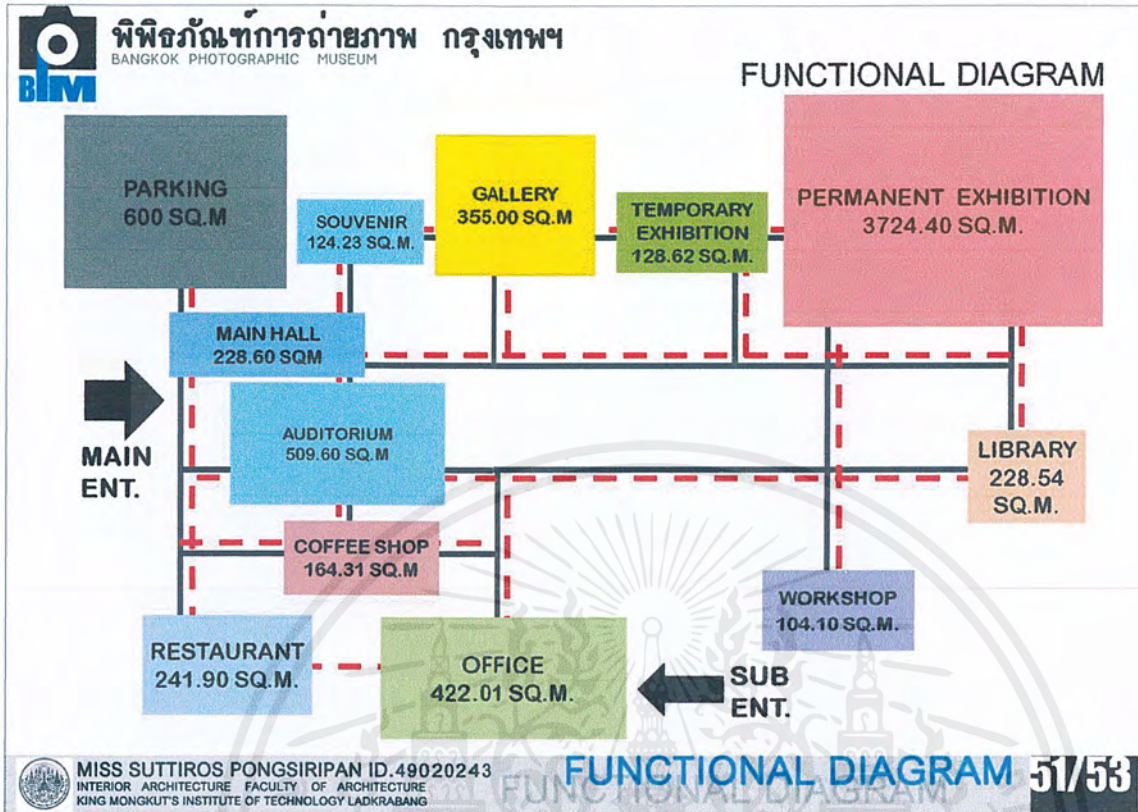 พิพิธภัณฑ์การถ่ายภาพ กรุงเทพฯ
BANGKOK PHOTOGRAPHIC MUSEUM
BPM
FUNCTIONAL DIAGRAM
PARKING
600 SQ.M
SOUVENIR
124.23 SQ.M.
GALLERY
355.00 SQ.M
TEMPORARY
EXHIBITION
128.62 SQ.M.
PERMANENT EXHIBITION
3724.40 SQ.M.
MAIN HALL
228.60 SQM
MAIN
ENT.
AUDITORIUM
509.60 SQ.M
LIBRARY
228.54
SQ.M.
COFFEE SHOP
164.31 SQ.M
WORKSHOP
104.10 SQ.M.
RESTAURANT
241.90 SQ.M.
OFFICE
422.01 SQ.M.
SUB
ENT.
MISS SUTTIROS PONGSIRIPAN ID.49020243
INTERIOR ARCHITECTURE FACULTY OF ARCHITECTURE
KING MONGKUT'S INSTITUTE OF TECHNOLOGY LADKRABANG
FUNCTIONAL DIAGRAM
FUNCTIONAL DIAGRAM 51/53